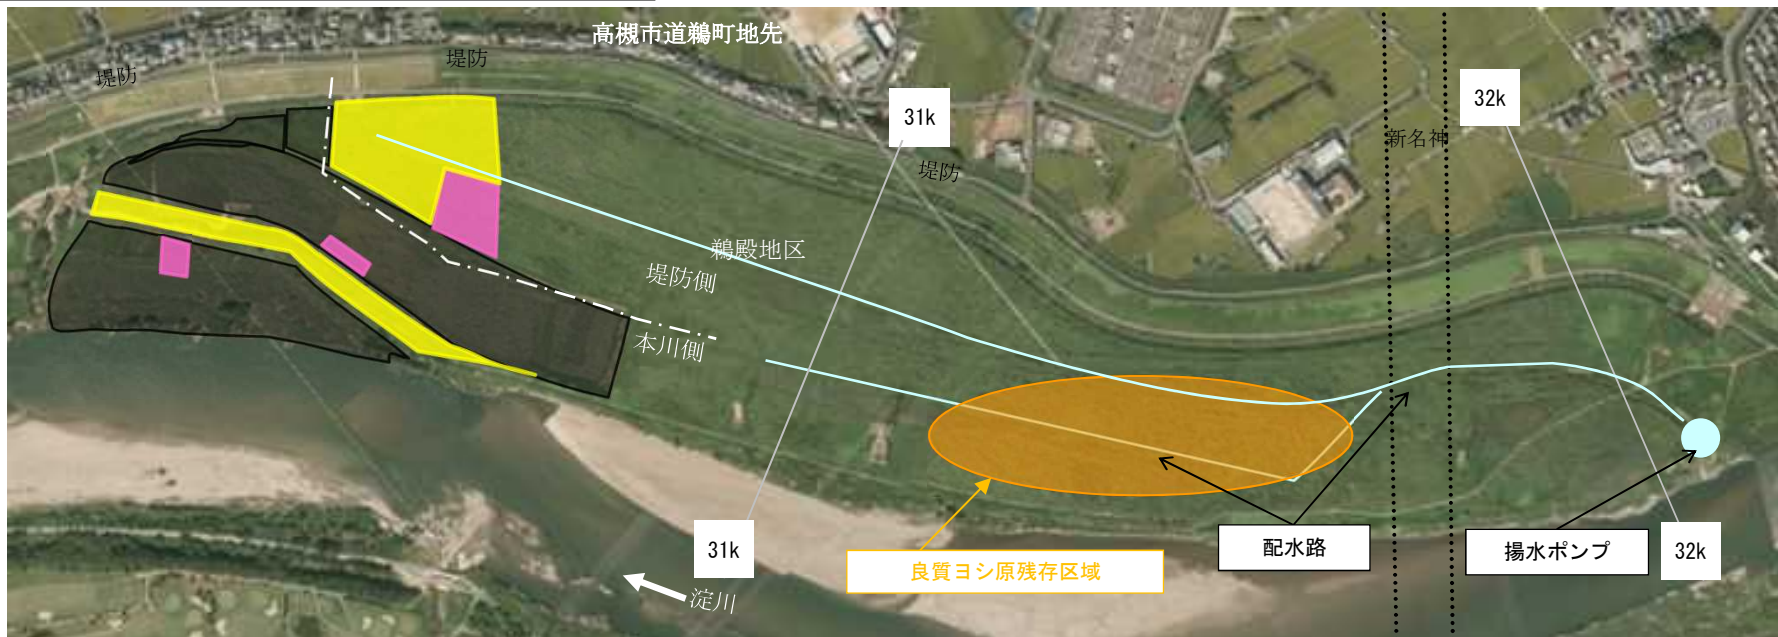 高槻市道鵜町地先
堤防
堤防
31k
32k
新名神
堤防
鵜殿地区
堤防側
本川側
31k
配水路
揚水ポンプ
32k
良質ヨシ原残存区域
淀川